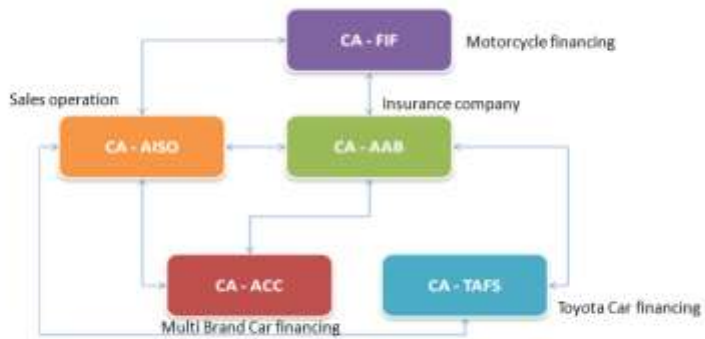 CA - FIF
Motorcycle financing
Sales operation
Insurance company
CA - AISO
CA - AAB
CA - ACC
CA - TAFS
Toyota Car financing
Multi Brand Car financing